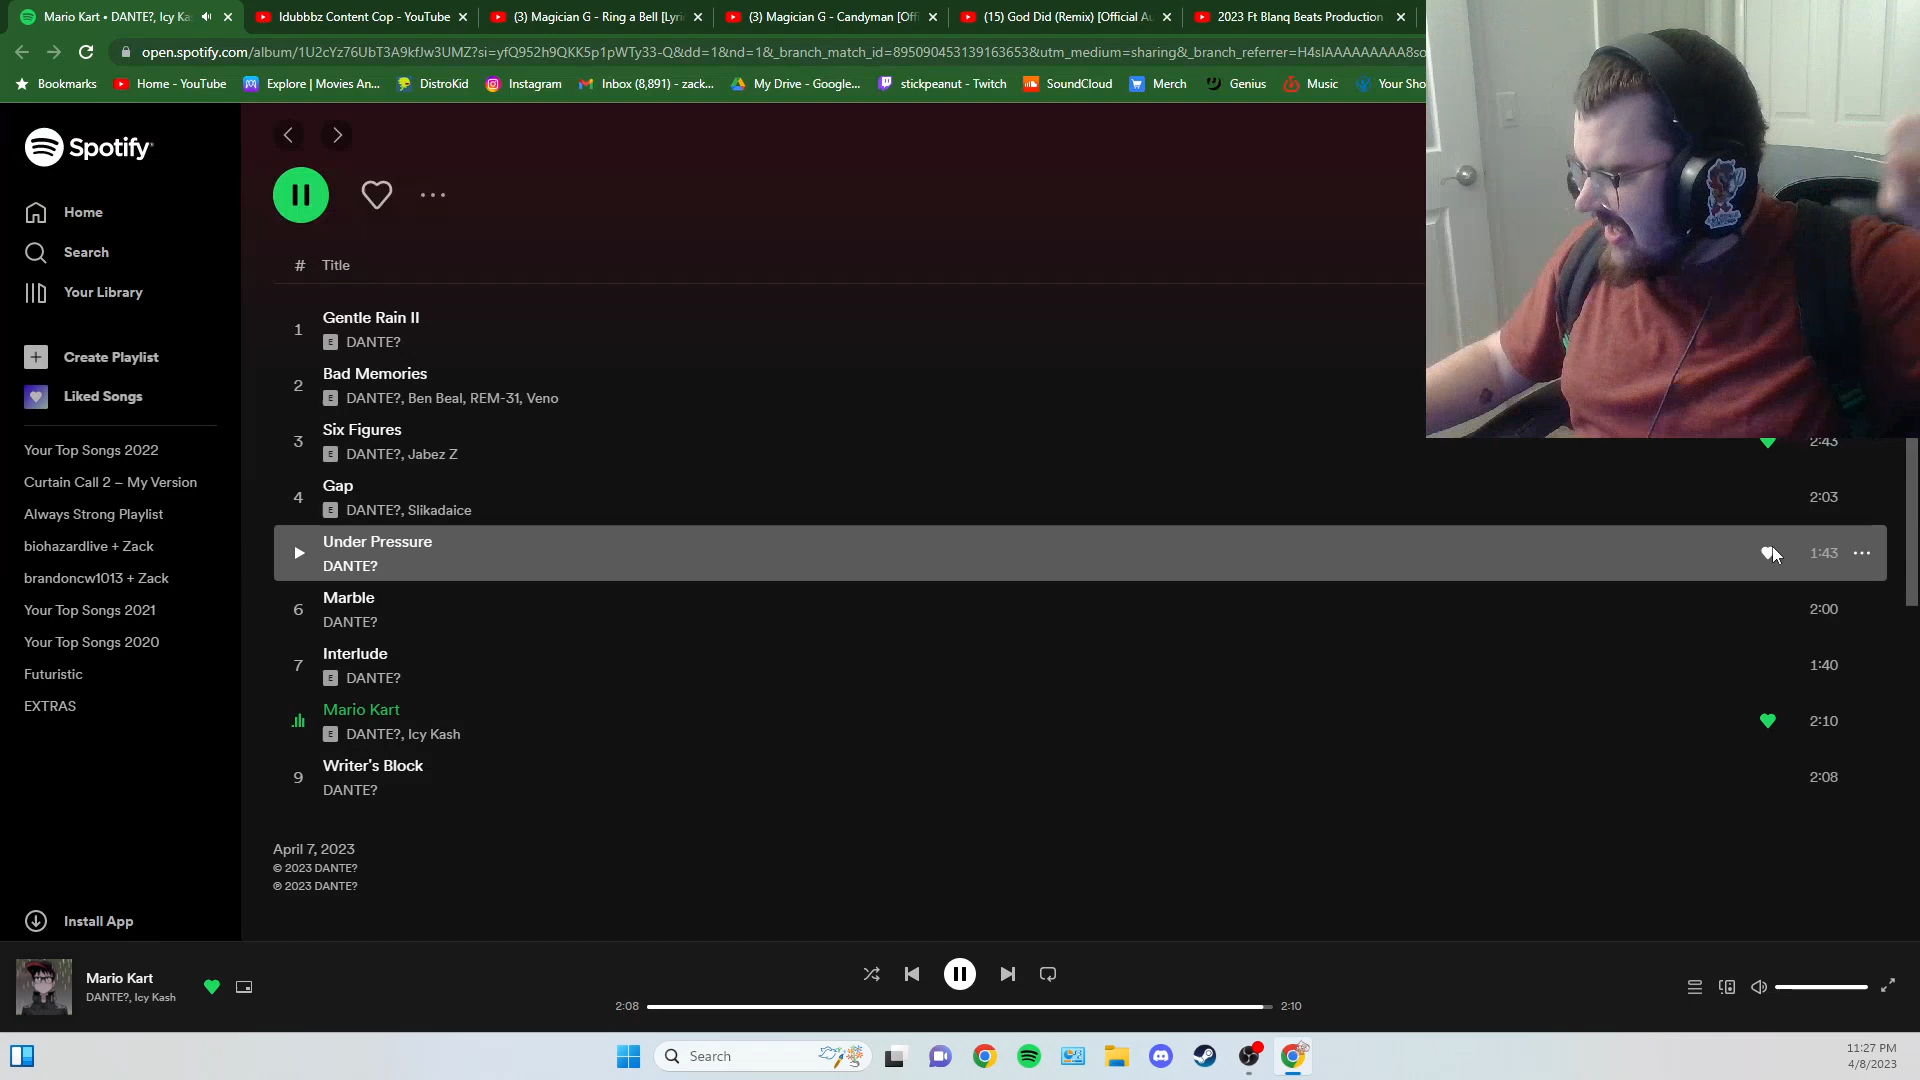 Mario Kart • DANTE?, Icy Ka
Idubbbz Content Cop - YouTube
(3) Magician G - Ring a Bell [Lyri
(3) Magician G - Candyman [Offi
(15) God Did (Remix) [Official Au
2023 Ft Blanq Beats Production
open.spotify.com/album/1U2cYz76UbT3A9kfJw3UMZ?si=yfQ952h9QKK5p1pWTy33-Q&dd=1&nd=1&_branch_match_id=895090453139163653&utm_medium=sharing&_branch_referrer=H4sIAAAAAAAAA8so
Bookmarks
Home - YouTube
Explore | Movies An...
DistroKid
Instagram
Inbox (8,891) - zack...
My Drive - Google...
stickpeanut - Twitch
SoundCloud
Merch
Genius
Music
Your Sho
Spotify
Home
Search
Your Library
Create Playlist
Liked Songs
Your Top Songs 2022
Curtain Call 2 – My Version
Always Strong Playlist
biohazardlive + Zack
brandoncw1013 + Zack
Your Top Songs 2021
Your Top Songs 2020
Futuristic
EXTRAS
Install App
# Title
1 Gentle Rain II
E DANTE?
2 Bad Memories
E DANTE?, Ben Beal, REM-31, Veno
3 Six Figures 2:43
E DANTE?, Jabez Z
4 Gap 2:03
E DANTE?, Slikadaice
Under Pressure 1:43
DANTE?
6 Marble 2:00
DANTE?
7 Interlude 1:40
E DANTE?
Mario Kart 2:10
E DANTE?, Icy Kash
9 Writer's Block 2:08
DANTE?
April 7, 2023
© 2023 DANTE?
℗ 2023 DANTE?
Mario Kart
DANTE?, Icy Kash
2:08
2:10
Search
11:27 PM
4/8/2023